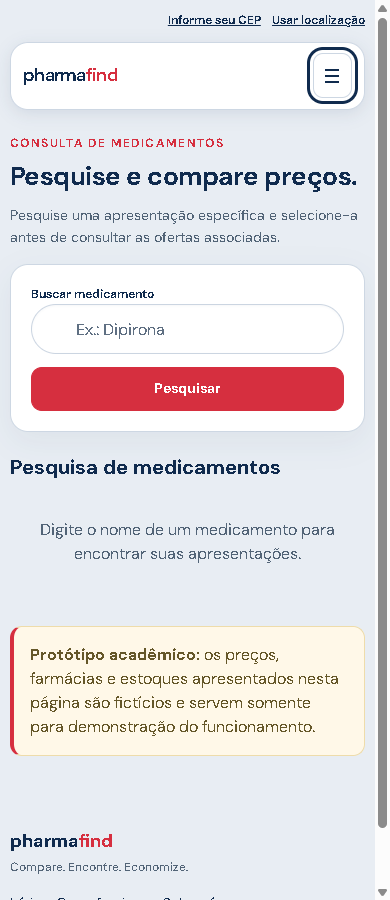 Informe seu CEP Usar localização
pharmafind
CONSULTA DE MEDICAMENTOS
Pesquise e compare preços.
Pesquise uma apresentação específica e selecione-a
antes de consultar as ofertas associadas.
Buscar medicamento
Ex.: Dipirona
Pesquisar
Pesquisa de medicamentos
Digite o nome de um medicamento para
encontrar suas apresentações.
Protótipo acadêmico: os preços,
farmácias e estoques apresentados nesta
página são fictícios e servem somente
para demonstração do funcionamento.
pharmafind
Compare. Encontre. Economize.